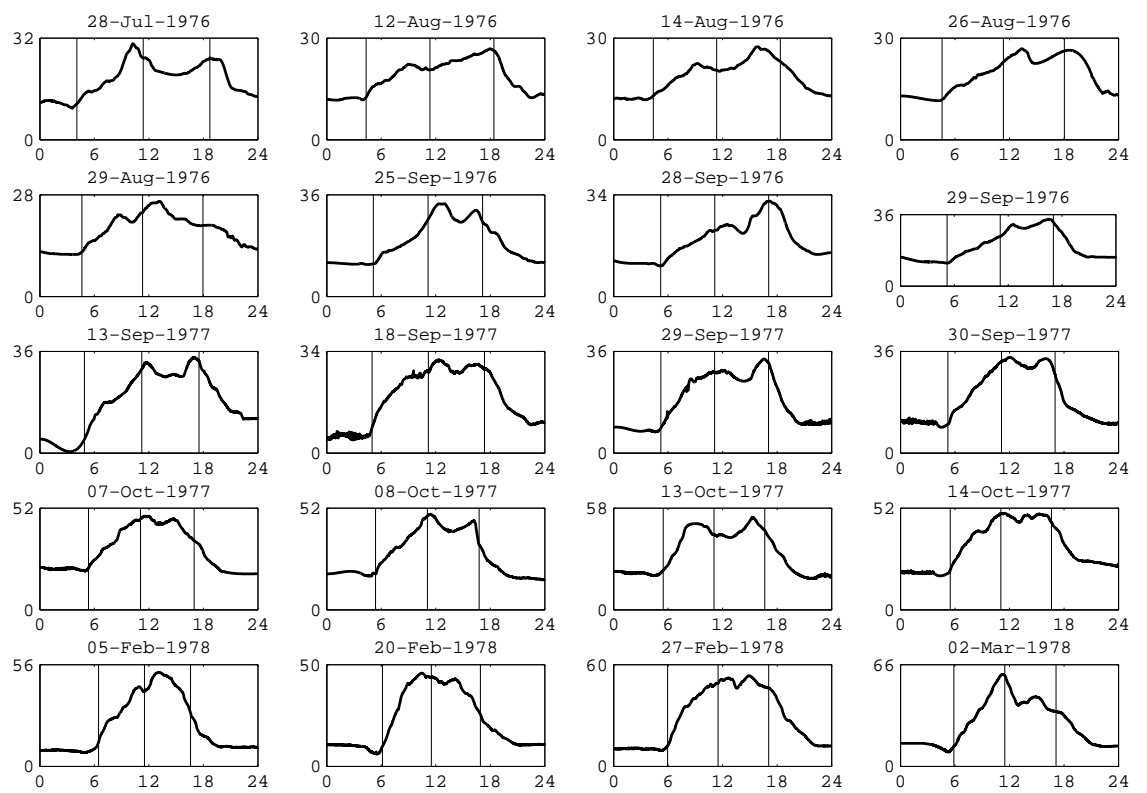 28-Jul-1976 12-Aug-1976 14-Aug-1976 26-Aug-1976
32 30 30 30
0 0 0 0
0 6 12 18 24 0 6 12 18 24 0 6 12 18 24 0 6 12 18 24
29-Aug-1976 25-Sep-1976 28-Sep-1976 29-Sep-1976
28 36 34 36
0 0 0 0
0 6 12 18 24 0 6 12 18 24 0 6 12 18 24 0 6 12 18 24
13-Sep-1977 18-Sep-1977 29-Sep-1977 30-Sep-1977
36 34 36 36
0 0 0 0
0 6 12 18 24 0 6 12 18 24 0 6 12 18 24 0 6 12 18 24
07-Oct-1977 08-Oct-1977 13-Oct-1977 14-Oct-1977
52 52 58 52
0 0 0 0
0 6 12 18 24 0 6 12 18 24 0 6 12 18 24 0 6 12 18 24
05-Feb-1978 20-Feb-1978 27-Feb-1978 02-Mar-1978
56 50 60 66
0 0 0 0
0 6 12 18 24 0 6 12 18 24 0 6 12 18 24 0 6 12 18 24